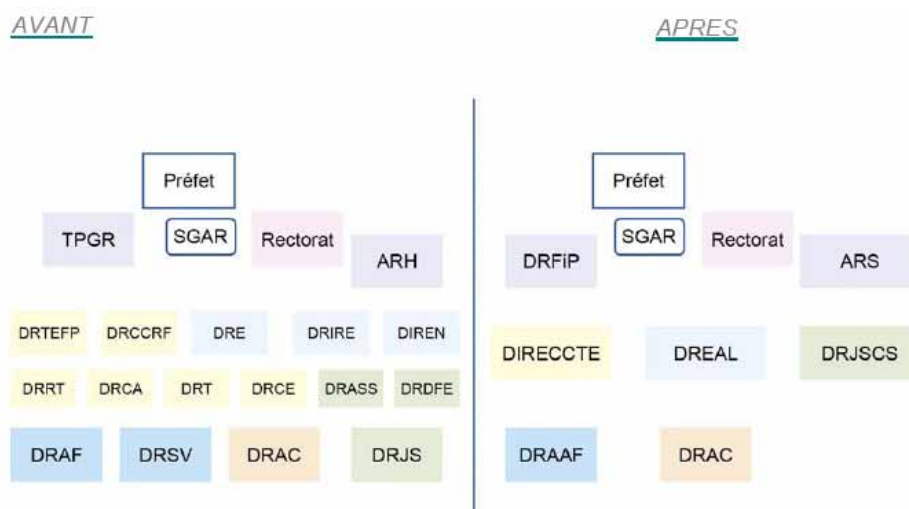 AVANT
APRES
Préfet
TPGR
SGAR
Rectorat
ARH
DRTEFP
DRCCRF
DRE
DRIRE
DIREN
DRRT
DRCA
DRT
DRCE
DRASS
DRDFE
DRAF
DRSV
DRAC
DRJS
Préfet
DRFiP
SGAR
Rectorat
ARS
DIRECCTE
DREAL
DRJSCS
DRAAF
DRAC